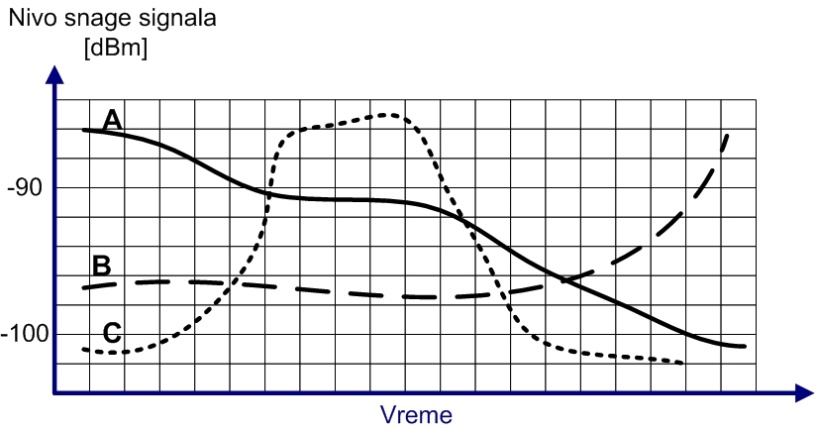 Nivo snage signala
[dBm]
A
-90
B
C
-100
Vreme